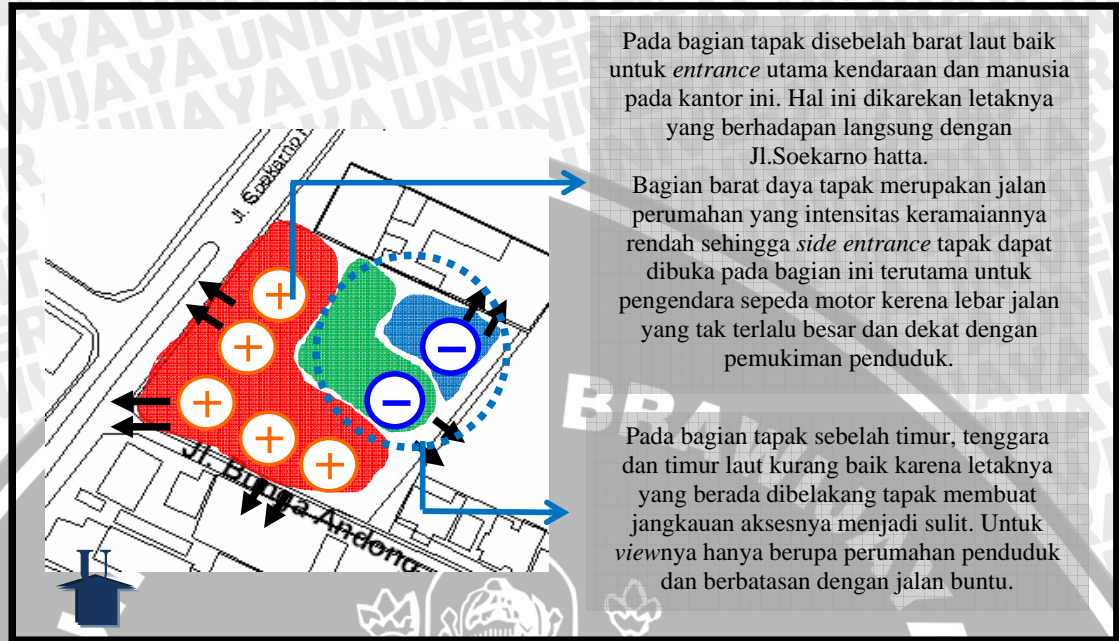 Pada bagian tapak disebelah barat laut baik
untuk entrance utama kendaraan dan manusia
pada kantor ini. Hal ini dikarekan letaknya
yang berhadapan langsung dengan
Jl.Soekarno hatta.
Bagian barat daya tapak merupakan jalan
perumahan yang intensitas keramaiannya
rendah sehingga side entrance tapak dapat
dibuka pada bagian ini terutama untuk
pengendara sepeda motor kerena lebar jalan
yang tak terlalu besar dan dekat dengan
pemukiman penduduk.
Jl. Soekarno
+
+
+
+
+
−
−
Jl. Bunga Andong
Pada bagian tapak sebelah timur, tenggara
dan timur laut kurang baik karena letaknya
yang berada dibelakang tapak membuat
jangkauan aksesnya menjadi sulit. Untuk
viewnya hanya berupa perumahan penduduk
dan berbatasan dengan jalan buntu.
U
BRAWIJAYA